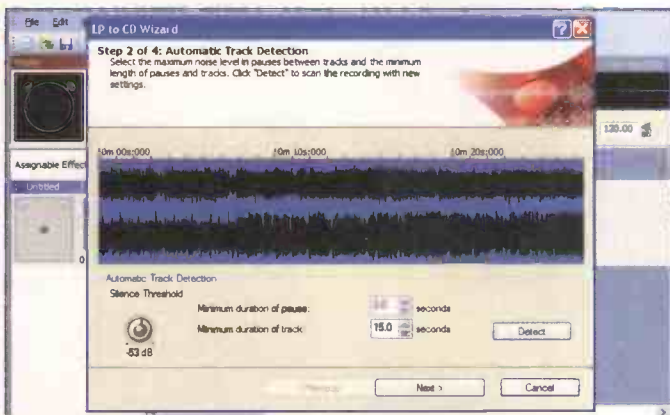 File Edit
LP to CD Wizard
Step 2 of 4: Automatic Track Detection
Select the maximum noise level in pauses between tracks and the minimum
length of pauses and tracks. Click "Detect" to scan the recording with new
settings.
120.00
Assignable Effect
0m 00s:000 0m 10s:000 0m 20s:000
Untitled
0
Automatic Track Detection
Silence Threshold
Minimum duration of pause: seconds
Minimum duration of track: 15.0 seconds Detect
-53 dB
Next > Cancel